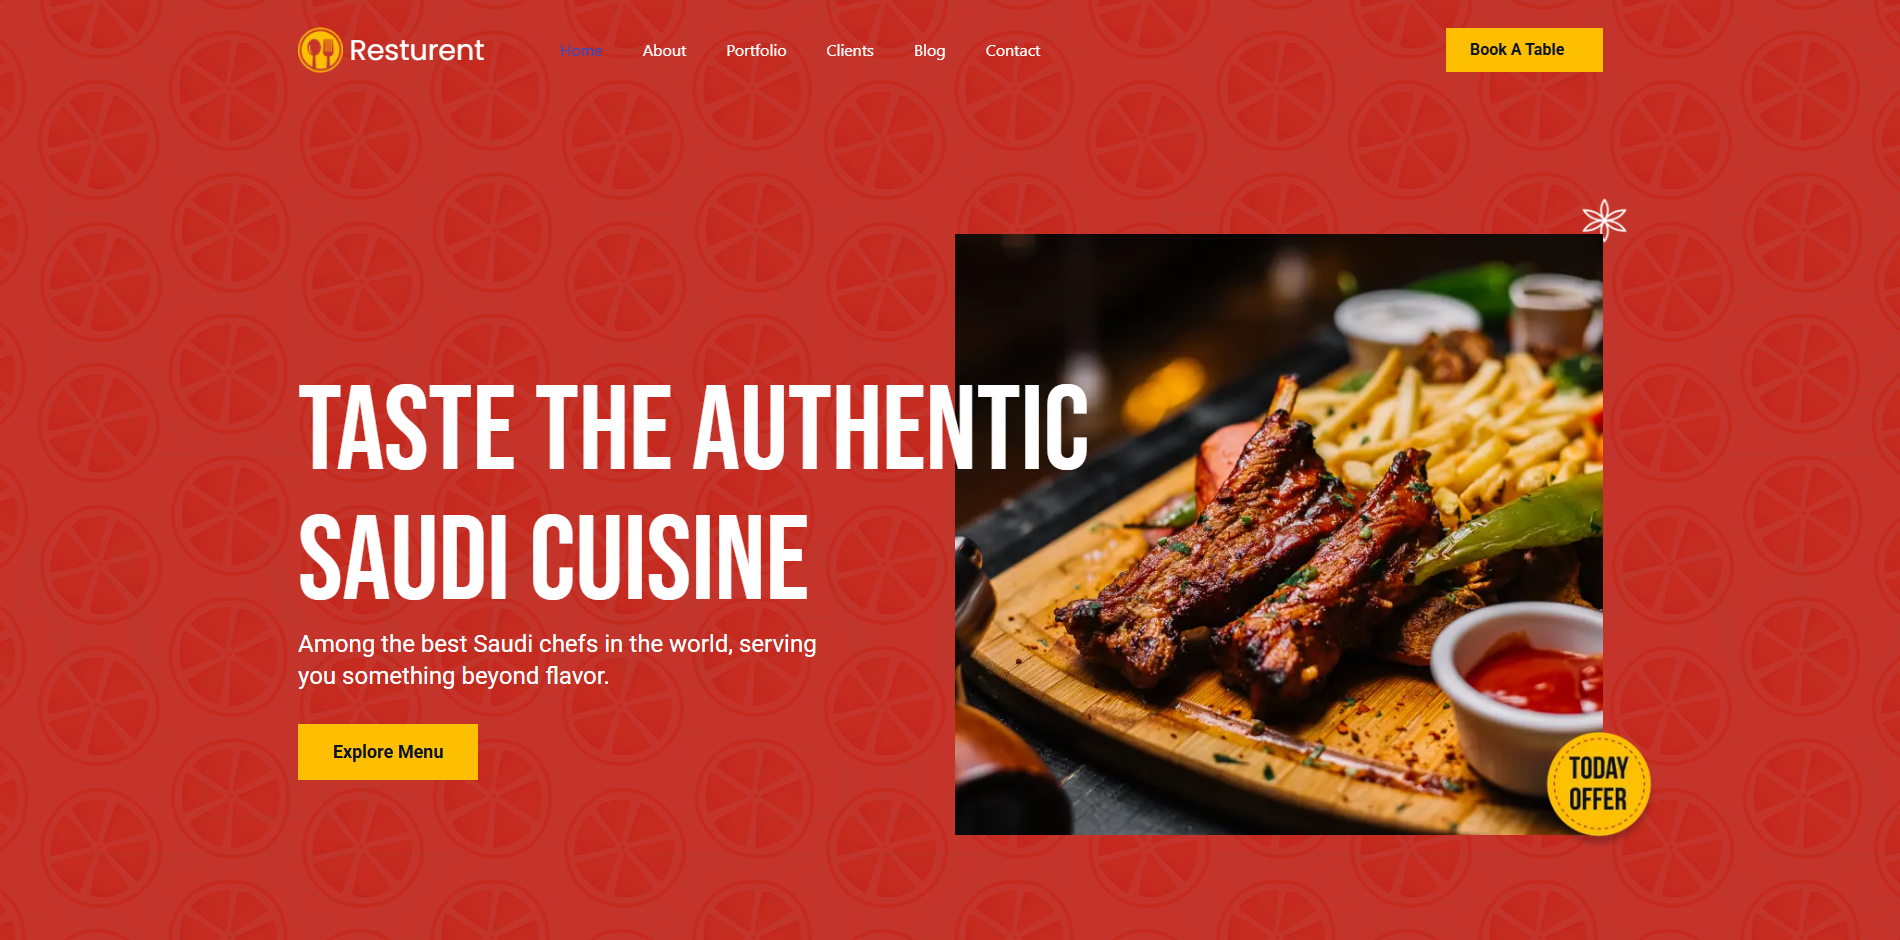 Resturent
Home
About
Portfolio
Clients
Blog
Contact
Book A Table
TASTE THE AUTHENTIC
SAUDI CUISINE
Among the best Saudi chefs in the world, serving
you something beyond flavor.
Explore Menu
TODAY
OFFER